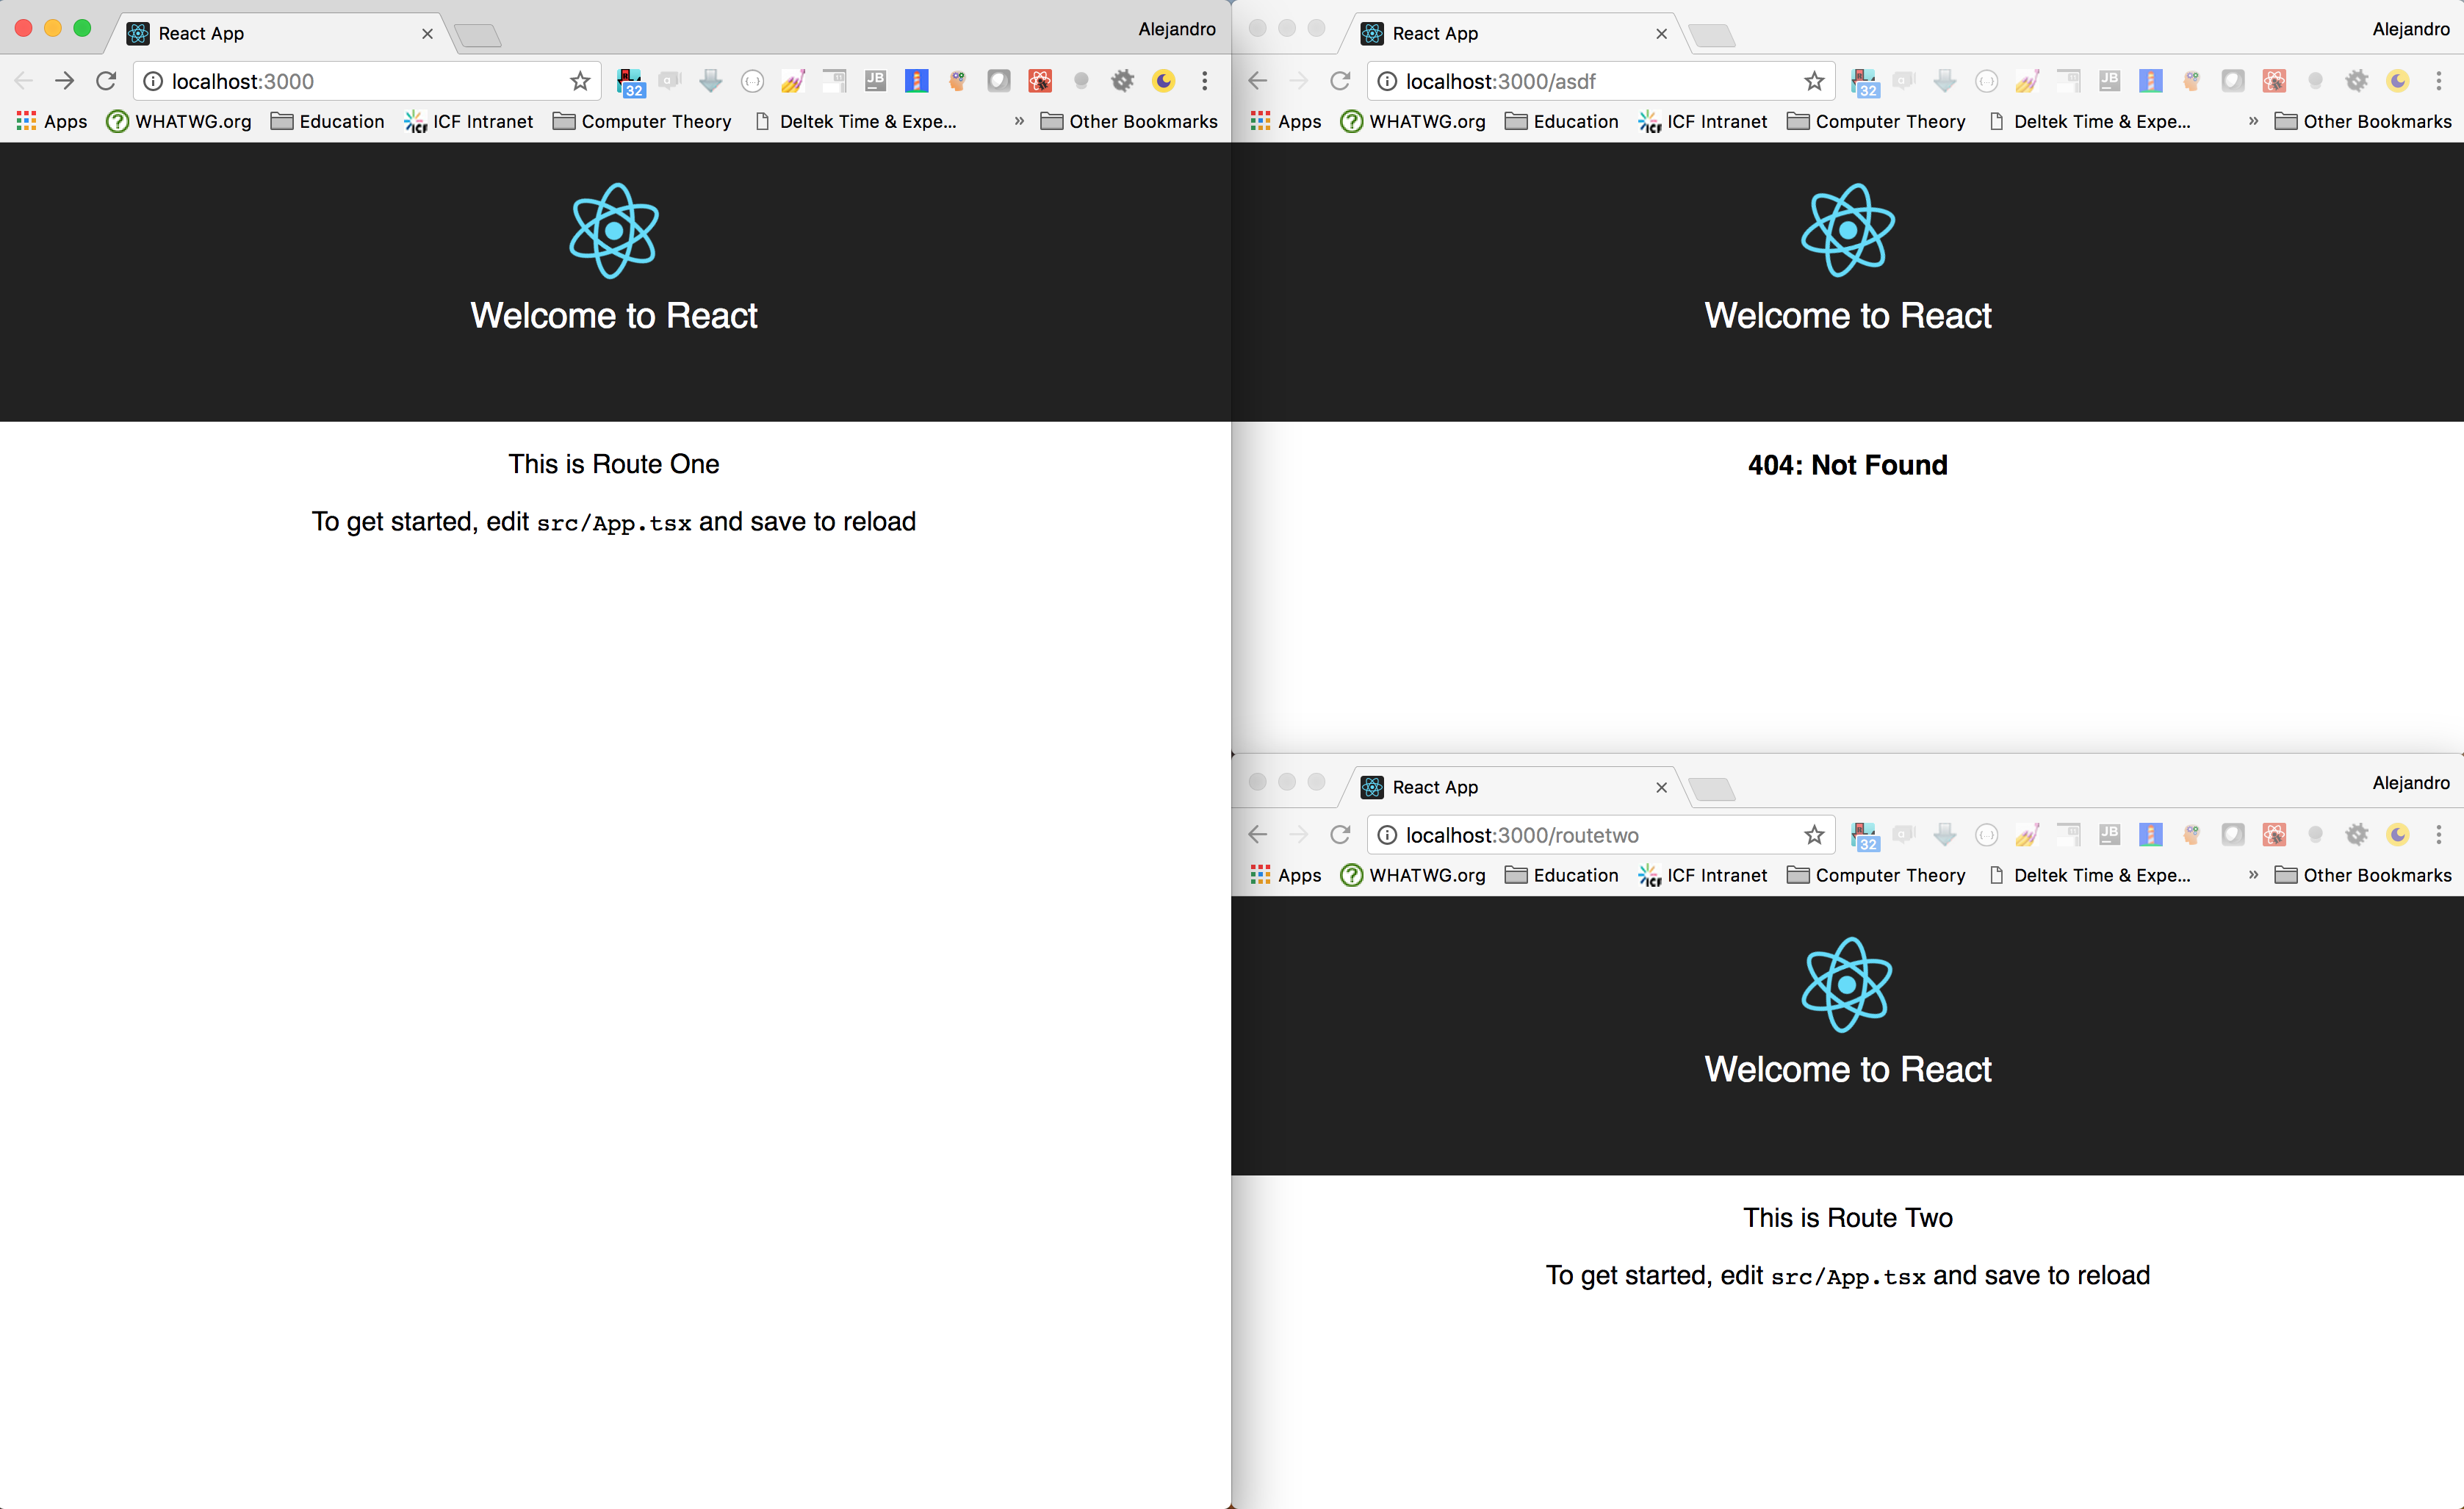 React App
Alejandro
localhost:3000
32
JB
Apps WHATWG.org Education ICF ICF Intranet Computer Theory Deltek Time & Expe... » Other Bookmarks
Welcome to React
This is Route One
To get started, edit src/App.tsx and save to reload
React App
Alejandro
localhost:3000/asdf
32
JB
Apps WHATWG.org Education ICF ICF Intranet Computer Theory Deltek Time & Expe... » Other Bookmarks
Welcome to React
404: Not Found
React App
Alejandro
localhost:3000/routetwo
32
JB
Apps WHATWG.org Education ICF ICF Intranet Computer Theory Deltek Time & Expe... » Other Bookmarks
Welcome to React
This is Route Two
To get started, edit src/App.tsx and save to reload